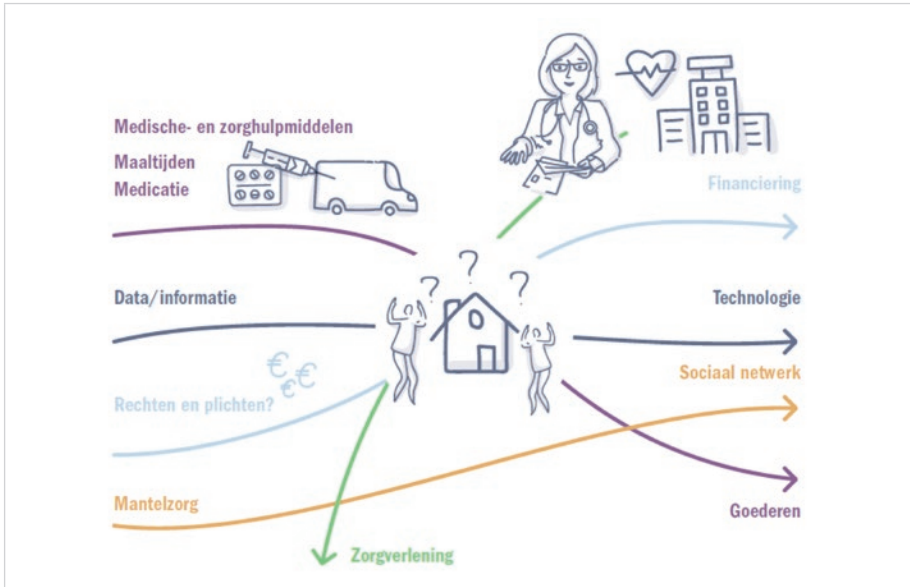 Medische- en zorghulpmiddelen
Maaltijden
Medicatie
Financiering
Data/informatie
Technologie
Sociaal netwerk
Rechten en plichten?
Mantelzorg
Goederen
Zorgverlening
? ? ?
€ € €